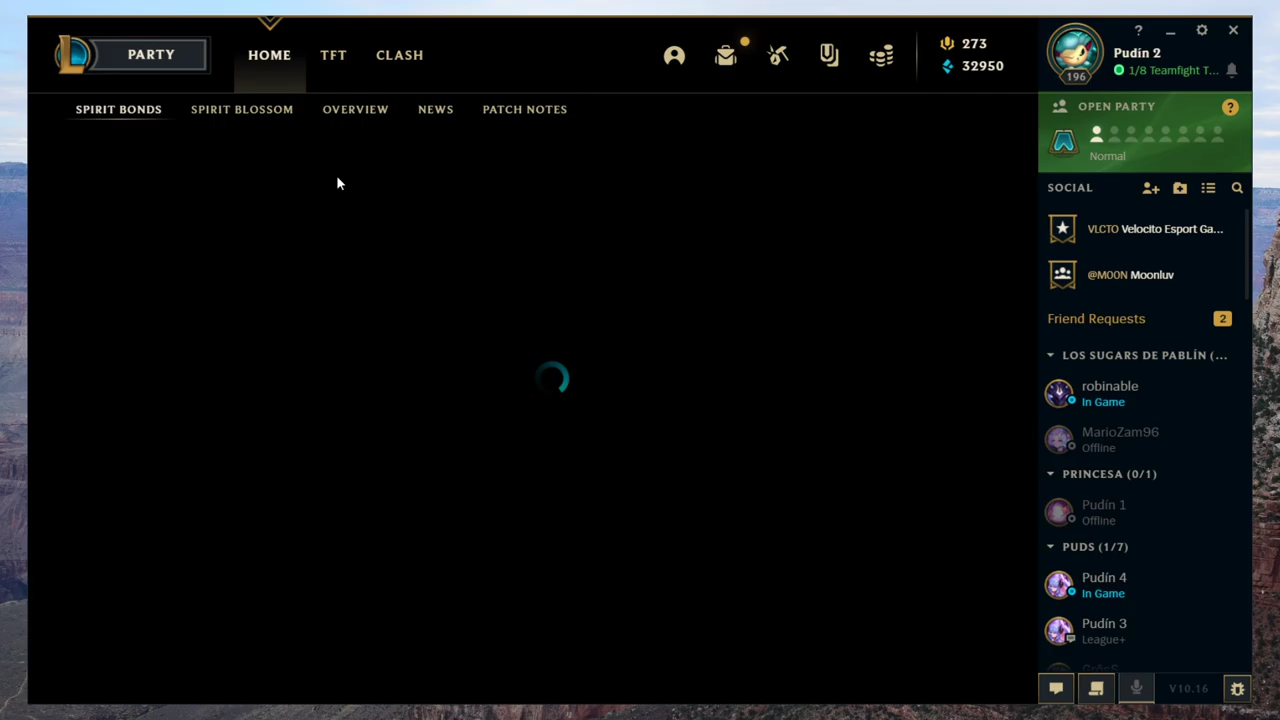 PARTY
HOME
TFT
CLASH
273
32950
Pudín 2
196
1/8 Teamfight T...
SPIRIT BONDS
SPIRIT BLOSSOM
OVERVIEW
NEWS
PATCH NOTES
OPEN PARTY
?
Normal
SOCIAL
VLCTO Velocito Esport Ga...
@MOON Moonluv
Friend Requests
2
LOS SUGARS DE PABLÍN (...
robinable
In Game
MarioZam96
Offline
PRINCESA (0/1)
Pudín 1
Offline
PUDS (1/7)
Pudín 4
In Game
Pudín 3
League+
V10.16